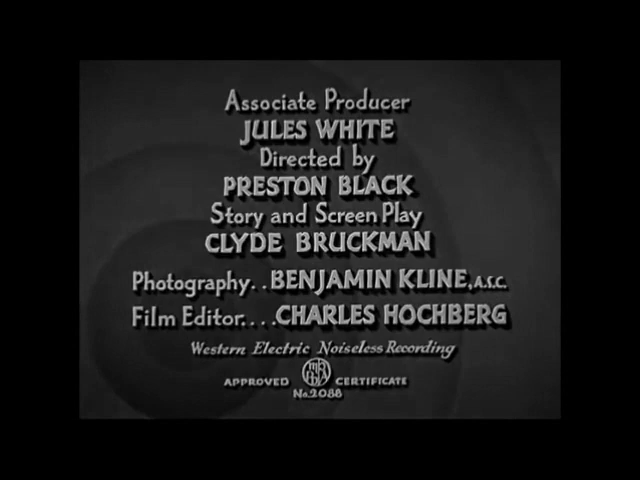 Associate Producer
JULES WHITE
Directed by
PRESTON BLACK
Story and Screen Play
CLYDE BRUCKMAN
Photography..BENJAMIN KLINE, A.S.C.
Film Editor....CHARLES HOCHBERG
Western Electric Noiseless Recording
APPROVED CERTIFICATE
No.2088